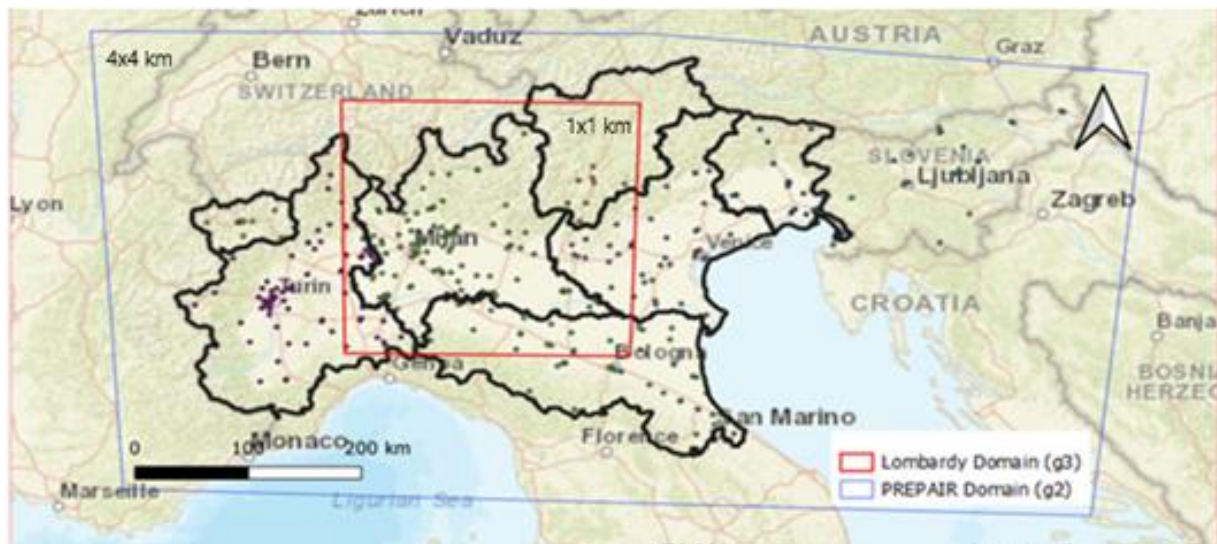 Zurich
Vaduz
AUSTRIA
Graz
4x4 km
Bern
SWITZERLAND
1x1 km
SLOVENIA
Ljubljana
Zagreb
Lyon
Milan
Venice
Turin
CROATIA
Banja
Bologna
Genoa
BOSNI
HERZEG
San Marino
Monaco
Florence
0 100 200 km
Marseille
Ligurian Sea
Lombardy Domain (g3)
PREPAIR Domain (g2)